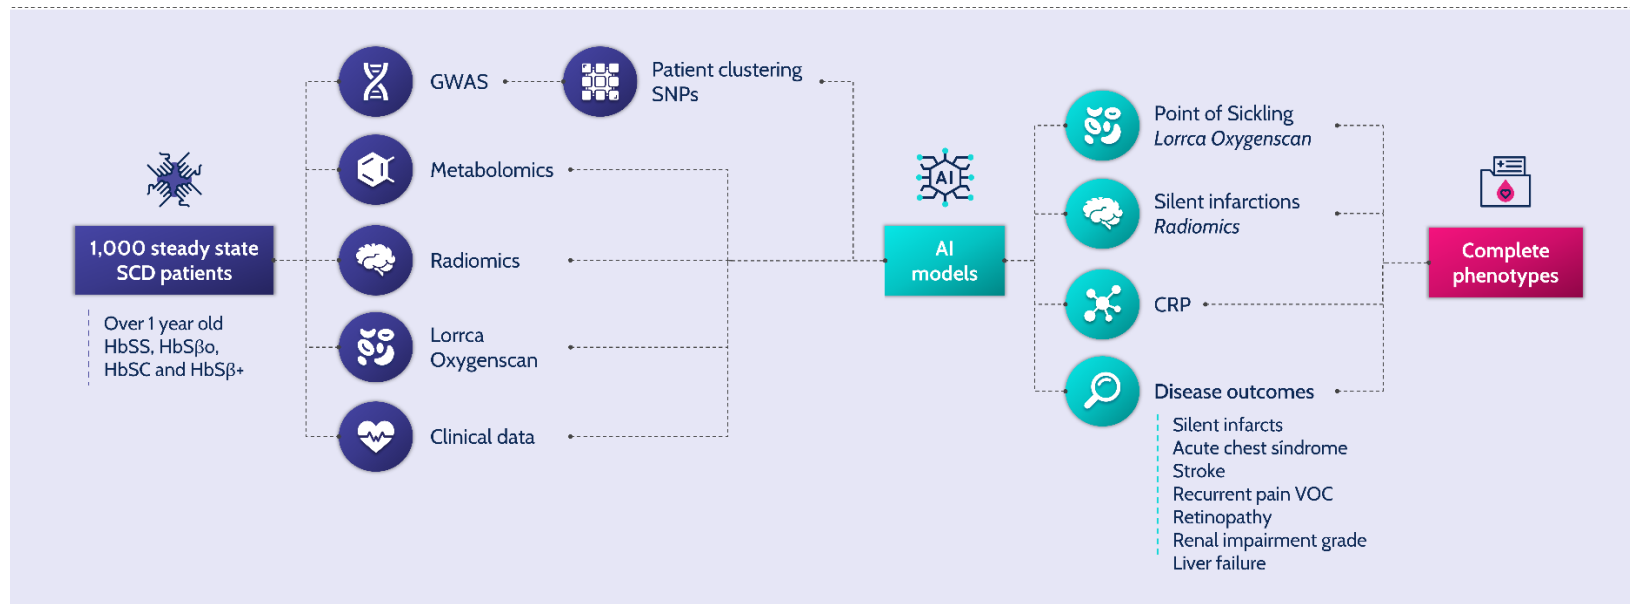 1,000 steady state
SCD patients
Over 1 year old
HbSS, HbSβo,
HbSC and HbSβ+
GWAS
Patient clustering
SNPs
Metabolomics
Radiomics
Lorrca
Oxygenscan
Clinical data
AI
AI
models
Point of Sickling
Lorrca Oxygenscan
Silent infarctions
Radiomics
CRP
Disease outcomes
Silent infarcts
Acute chest síndrome
Stroke
Recurrent pain VOC
Retinopathy
Renal impairment grade
Liver failure
Complete
phenotypes